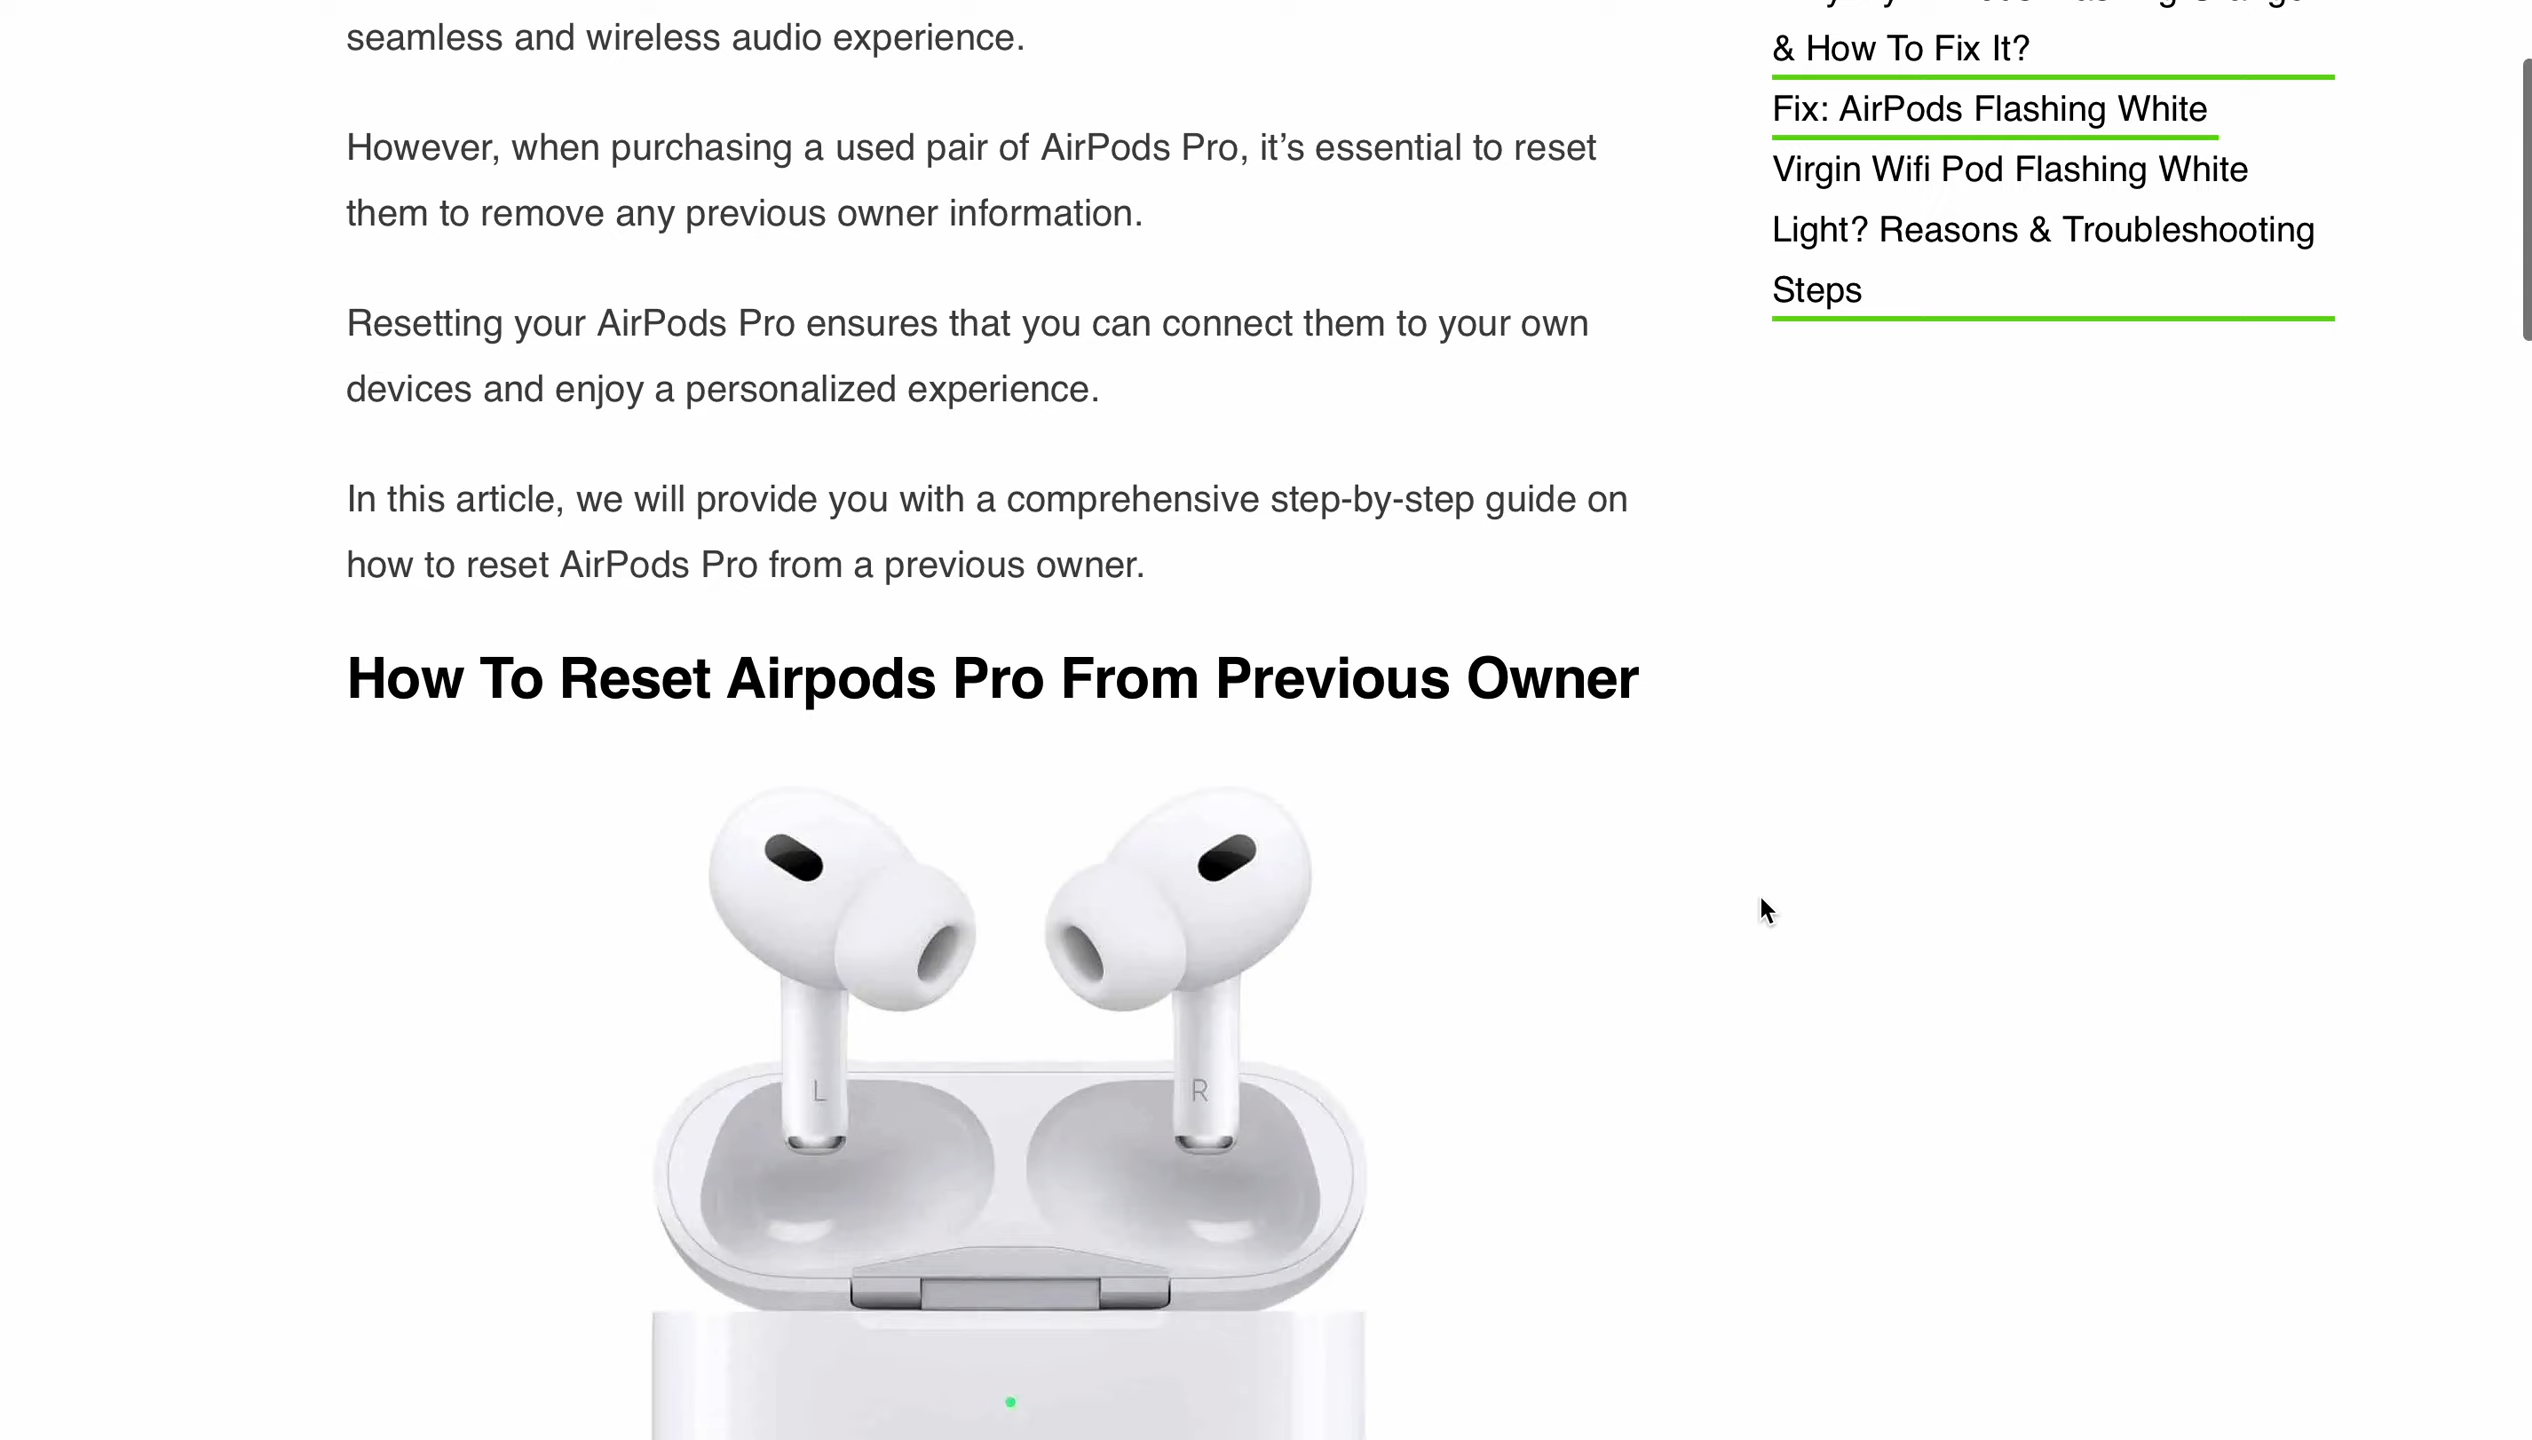 seamless and wireless audio experience.
However, when purchasing a used pair of AirPods Pro, it’s essential to reset
them to remove any previous owner information.
Resetting your AirPods Pro ensures that you can connect them to your own
devices and enjoy a personalized experience.
In this article, we will provide you with a comprehensive step-by-step guide on
how to reset AirPods Pro from a previous owner.
How To Reset Airpods Pro From Previous Owner
L
R
& How To Fix It?
Fix: AirPods Flashing White
Virgin Wifi Pod Flashing White
Light? Reasons & Troubleshooting
Steps